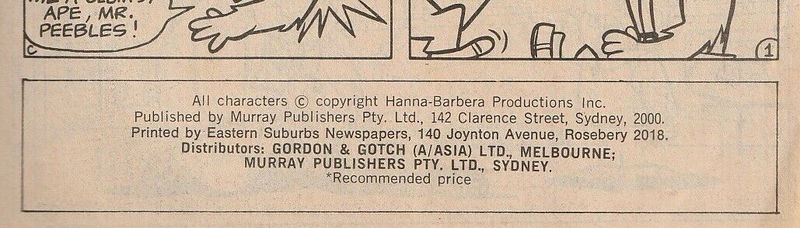 APE, MR.
PEEBLES!
C
1
All characters © copyright Hanna-Barbera Productions Inc.
Published by Murray Publishers Pty. Ltd., 142 Clarence Street, Sydney, 2000.
Printed by Eastern Suburbs Newspapers, 140 Joynton Avenue, Rosebery 2018.
Distributors: GORDON & GOTCH (A/ASIA) LTD., MELBOURNE;
MURRAY PUBLISHERS PTY. LTD., SYDNEY.
*Recommended price